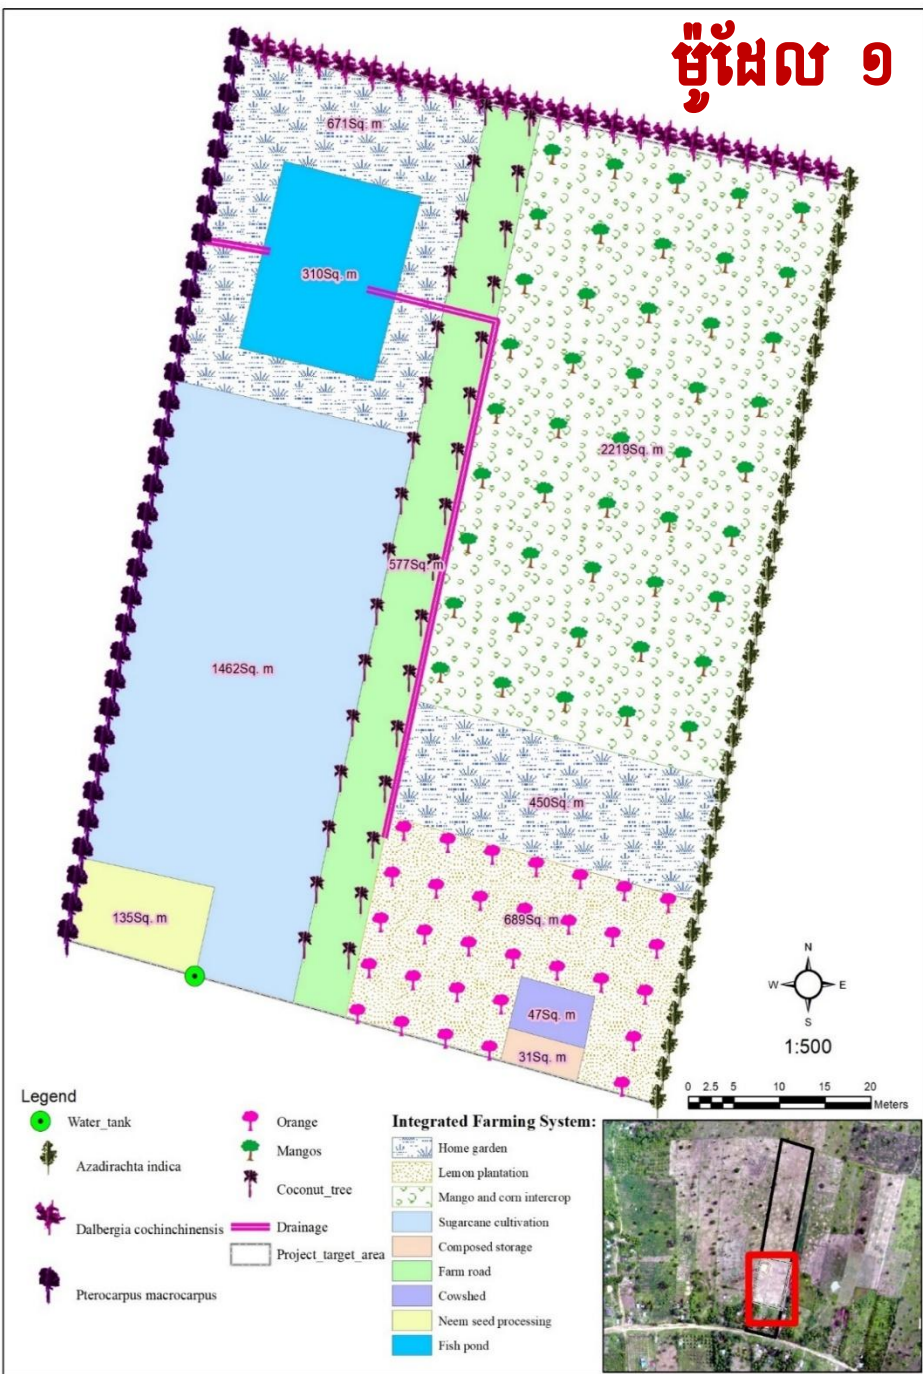 ម៉ូដែល ១
671Sq. m
310Sq. m
2219Sq. m
577Sq. m
1462Sq. m
450Sq. m
135Sq. m
689Sq. m
47Sq. m
31Sq. m
N
W E
S
1:500
0 2.5 5 10 15 20
Meters
Legend
Water_tank
Azadirachta indica
Dalbergia cochinchinensis
Pterocarpus macrocarpus
Orange
Mangos
Coconut_tree
Drainage
Project_target_area
Integrated Farming System:
Home garden
Lemon plantation
Mango and corn intercrop
Sugarcane cultivation
Composed storage
Farm road
Cowshed
Neem seed processing
Fish pond